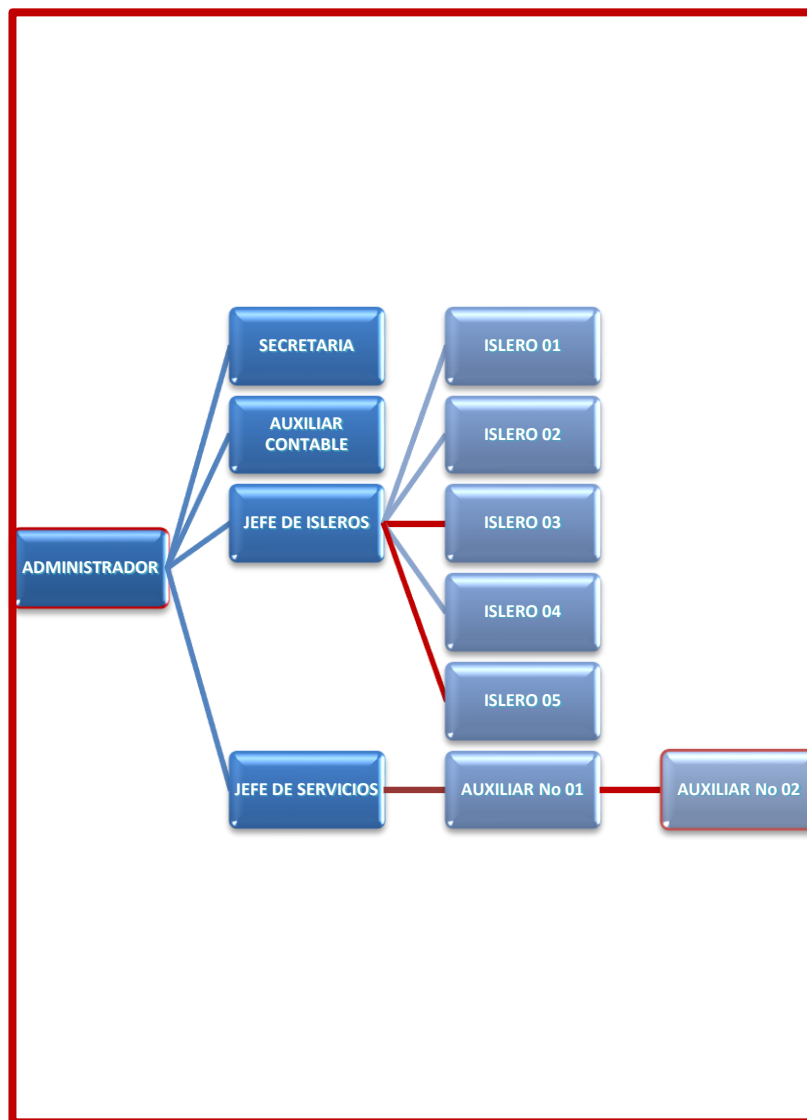 SECRETARIA
ISLERO 01
AUXILIAR
CONTABLE
ISLERO 02
JEFE DE ISLEROS
ISLERO 03
ADMINISTRADOR
ISLERO 04
ISLERO 05
JEFE DE SERVICIOS
AUXILIAR No 01
AUXILIAR No 02